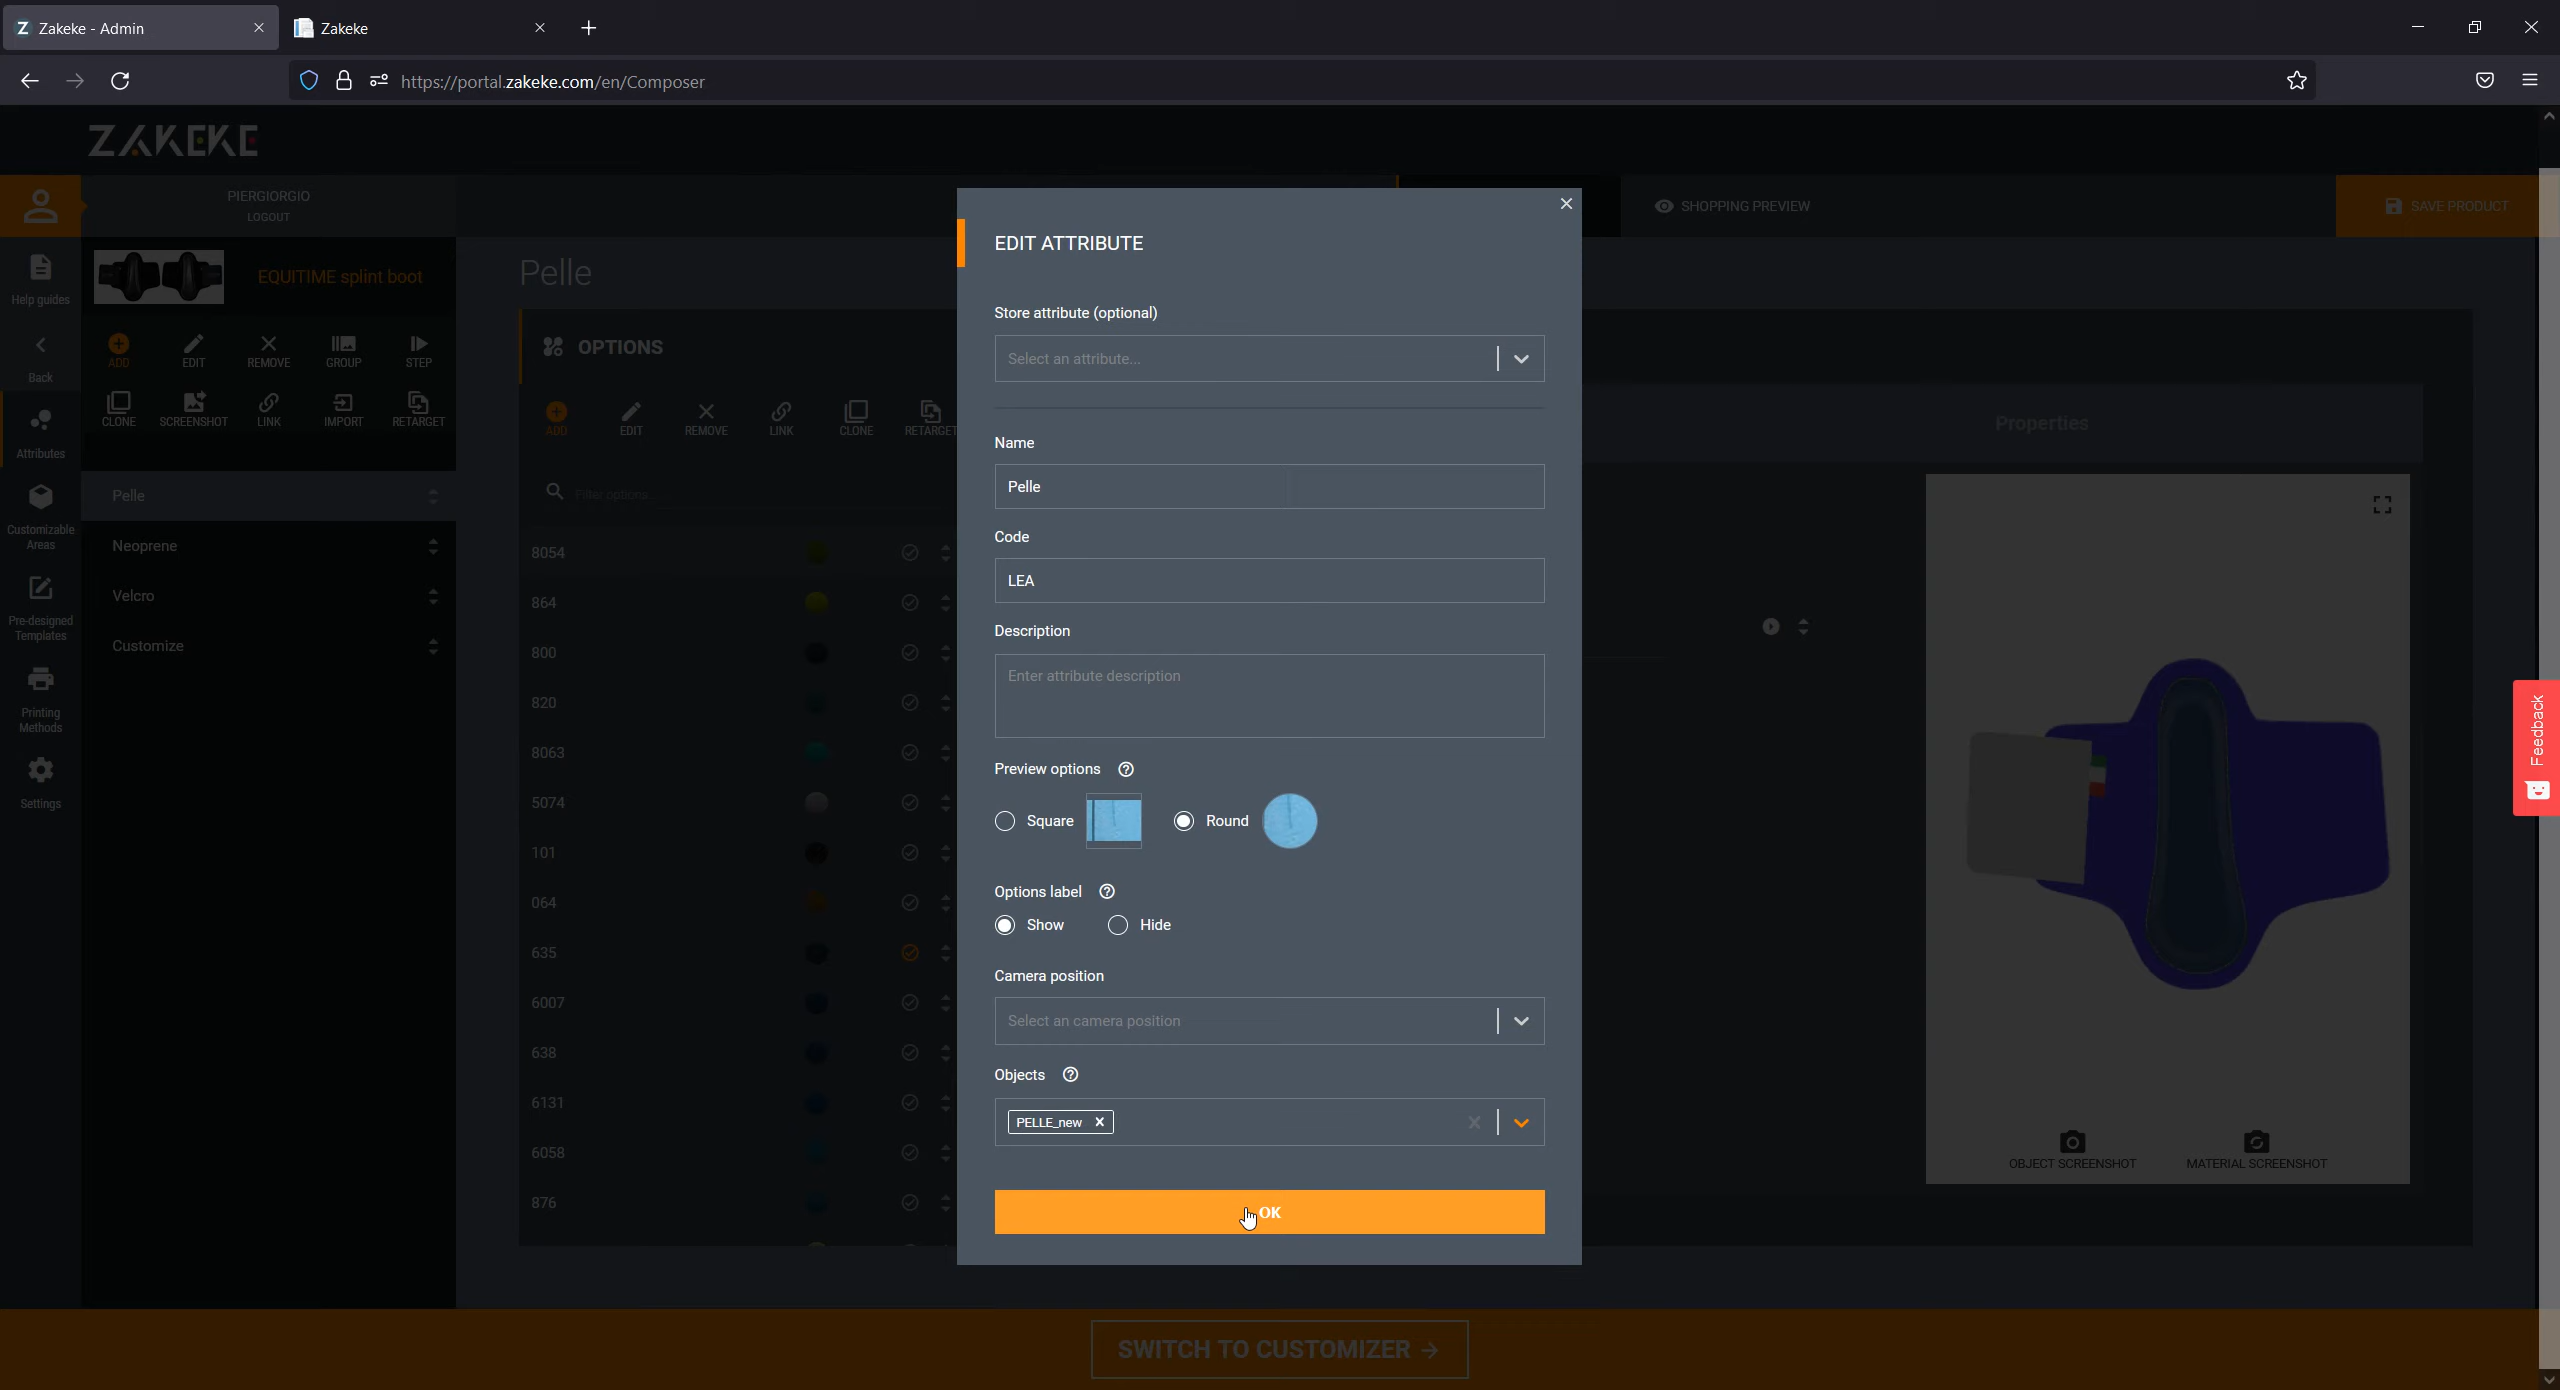 Zakeke - Admin
Zakeke
https://portal.zakeke.com/en/Composer
ZAKEKE
PIERGIORGIO
LOGOUT
SHOPPING PREVIEW
SAVE PRODUCT
Help guides
Back
Attributes
Customizable
Areas
Pre-designed
Templates
Printing
Methods
Settings
EQUITIME splint boot
ADD
EDIT
REMOVE
GROUP
STEP
CLONE
SCREENSHOT
LINK
IMPORT
RETARGET
Pelle
Neoprene
Velcro
Customize
Pelle
OPTIONS
ADD
EDIT
REMOVE
LINK
CLONE
RETARGET
Filter options...
8054
864
800
820
8063
5074
101
064
635
6007
638
6131
6058
876
EDIT ATTRIBUTE
Store attribute (optional)
Select an attribute...
Name
Pelle
Code
LEA
Description
Enter attribute description
Preview options
Square
Round
Options label
Show
Hide
Camera position
Select an camera position
Objects
PELLE_new
OK
Properties
OBJECT SCREENSHOT
MATERIAL SCREENSHOT
Feedback
SWITCH TO CUSTOMIZER